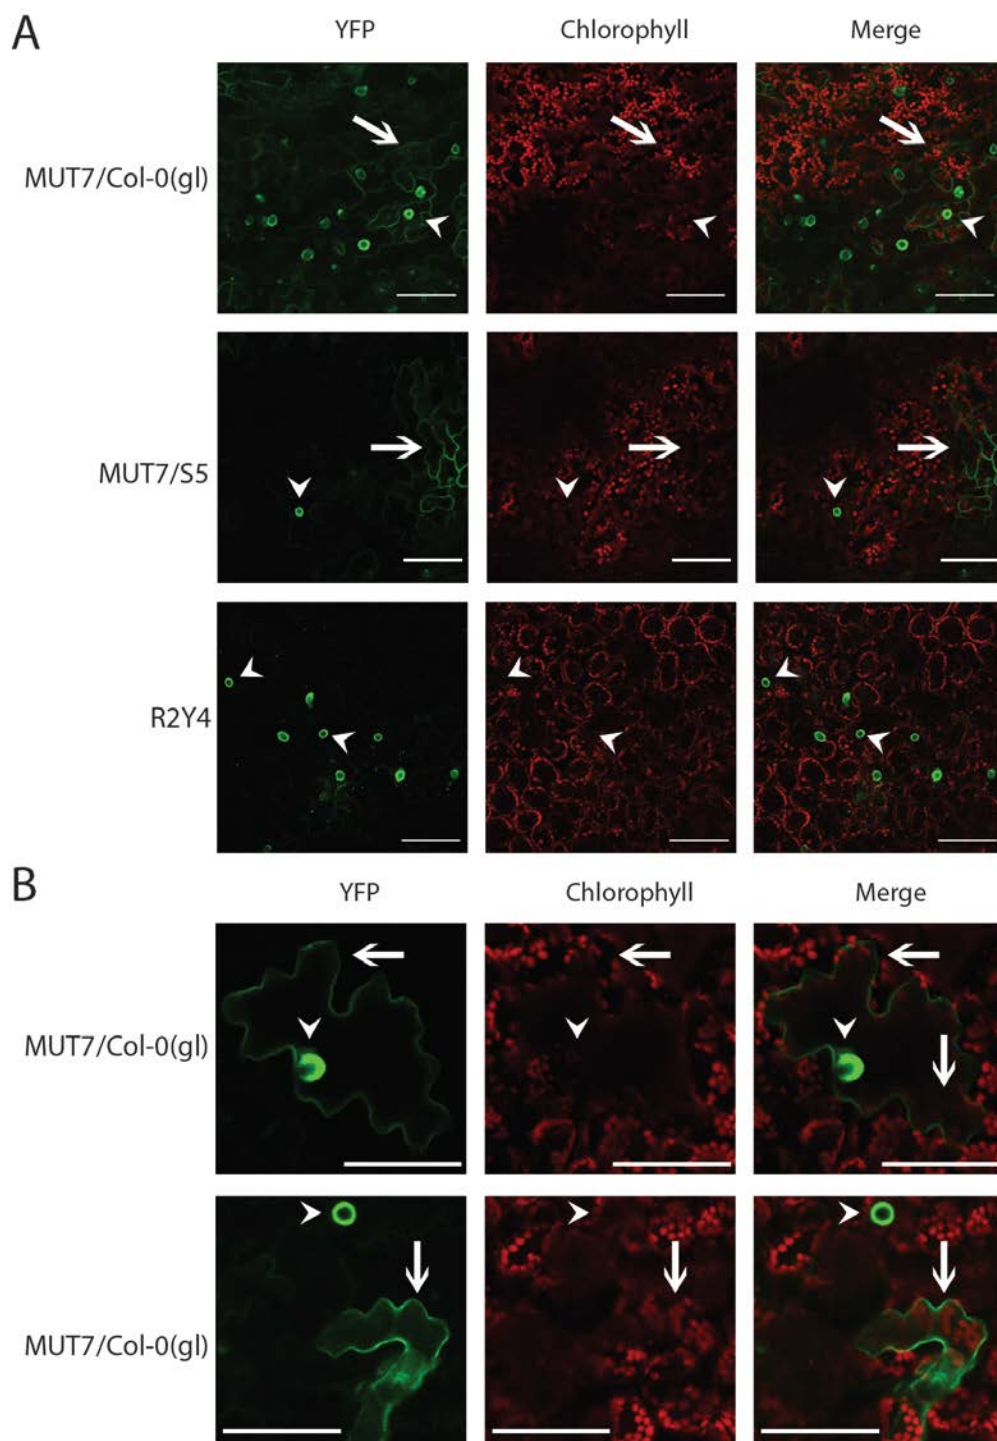 A
YFP Chlorophyll Merge
MUT7/Col-0(gl)
MUT7/S5
R2Y4
B
YFP Chlorophyll Merge
MUT7/Col-0(gl)
MUT7/Col-0(gl)